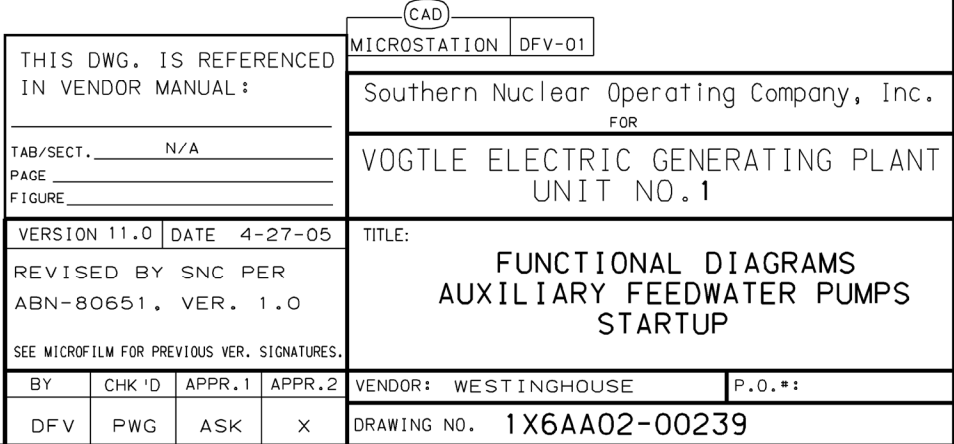 CAD
MICROSTATION DFV-01
THIS DWG. IS REFERENCED
IN VENDOR MANUAL:
TAB/SECT. N/A
PAGE
FIGURE
Southern Nuclear Operating Company, Inc.
FOR
VOGTLE ELECTRIC GENERATING PLANT
UNIT NO.1
VERSION 11.0 DATE 4-27-05
REVISED BY SNC PER
ABN-80651, VER. 1.0
SEE MICROFILM FOR PREVIOUS VER. SIGNATURES.
TITLE:
FUNCTIONAL DIAGRAMS
AUXILIARY FEEDWATER PUMPS
STARTUP
BY CHK'D APPR.1 APPR.2
DFV PWG ASK X
VENDOR: WESTINGHOUSE P.O.#:
DRAWING NO. 1X6AA02-00239